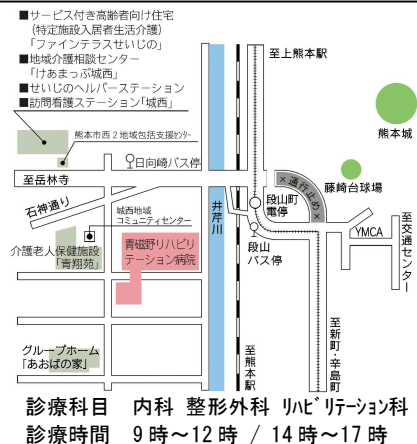 ■サービス付き高齢者向け住宅
(特定施設入居者生活介護)
「ファインテラスせいじの」
■地域介護相談センター
「けあまっぷ城西」
■せいじのヘルパーステーション
■訪問看護ステーション「城西」
至上熊本駅
熊本城
熊本市西2地域包括支援センター
日向崎バス停
至岳林寺
石神通り
井芹川
×通行止め×
藤崎台球場
段山町
電停
城西地域
コミュニティセンター
段山
バス停
YMCA
至交通センター
介護老人保健施設
「青翔苑」
青磁野リハビリ
テーション病院
至新町・辛島町
グループホーム
「あおばの家」
至熊本駅
診療科目 内科 整形外科 リハビリテーション科
診療時間 9時～12時 / 14時～17時